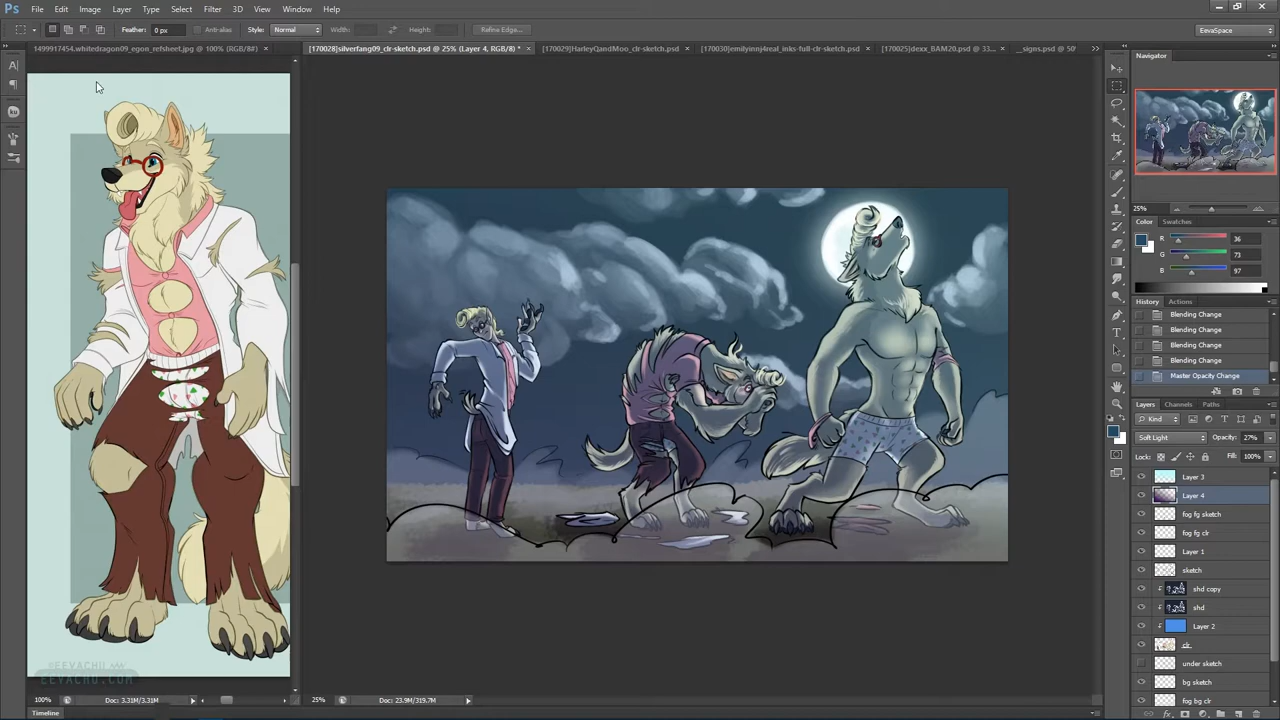 Ps File Edit Image Layer Type Select Filter 3D View Window Help
Feather: 0 px Anti-alias Style: Normal Width: Height: Refine Edge... EevaSpace
1499917454.whitedragon09_egon_refsheet.jpg @ 100% (RGB/8#) × [170028]silverfang09_clr-sketch.psd @ 25% (Layer 4, RGB/8) * × [170029]HarleyQandMoo_clr-sketch.psd × [170030]emilyinnj4real_inks-full-clr-sketch.psd × [170025]dexx_BAM20.psd @ 33... × __signs.psd @ 50
Navigator
25%
Color Swatches
R 36
G 73
B 97
History Actions
Blending Change
Blending Change
Blending Change
Blending Change
Master Opacity Change
Layers Channels Paths
Kind
Soft Light Opacity: 27%
Lock: Fill: 100%
Layer 3
Layer 4
fog fg sketch
fog fg clr
Layer 1
sketch
shd copy
shd
Layer 2
clr
under sketch
bg sketch
fog bg clr
ku
EEVACHU
EEVACHU.COM
100% Doc: 3.31M/3.31M 25% Doc: 23.9M/319.7M
Timeline